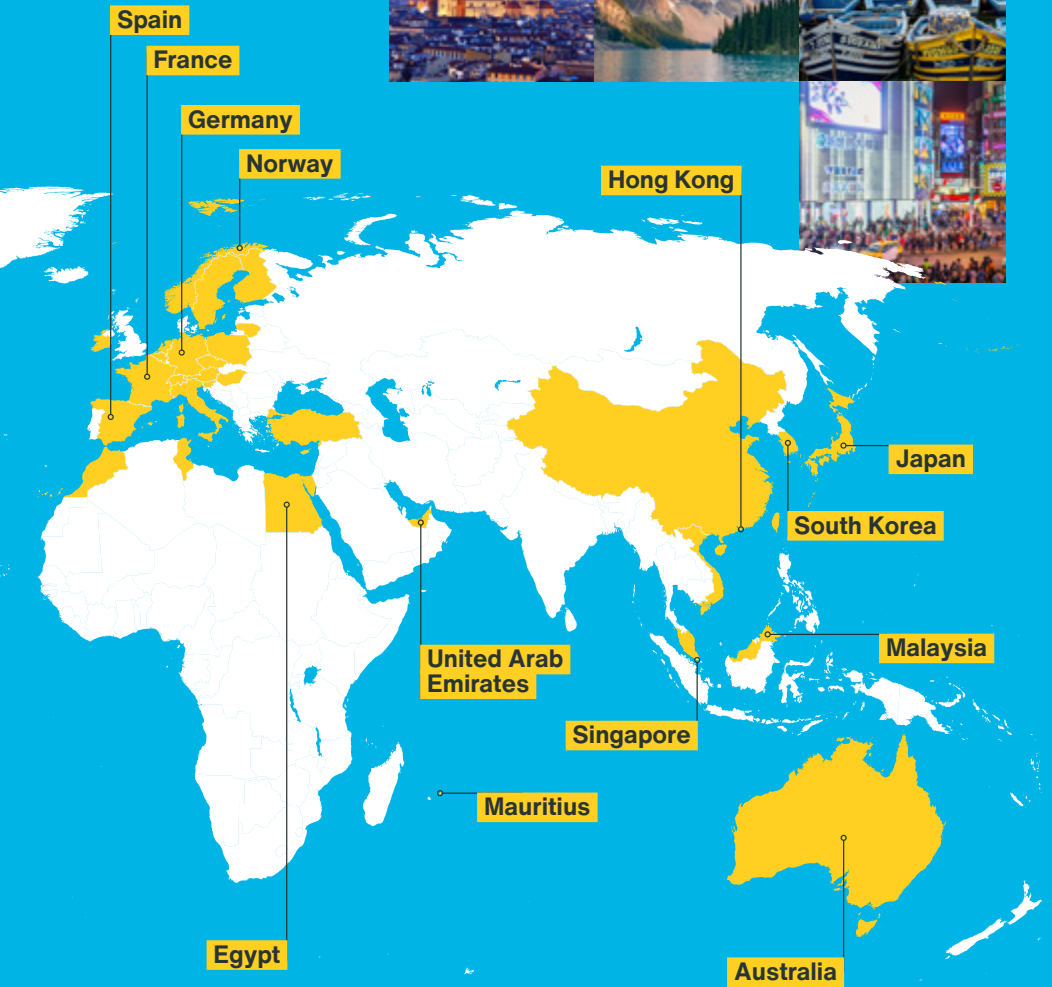 Spain
France
Germany
Norway
Hong Kong
Japan
South Korea
United Arab
Emirates
Malaysia
Singapore
Mauritius
Egypt
Australia